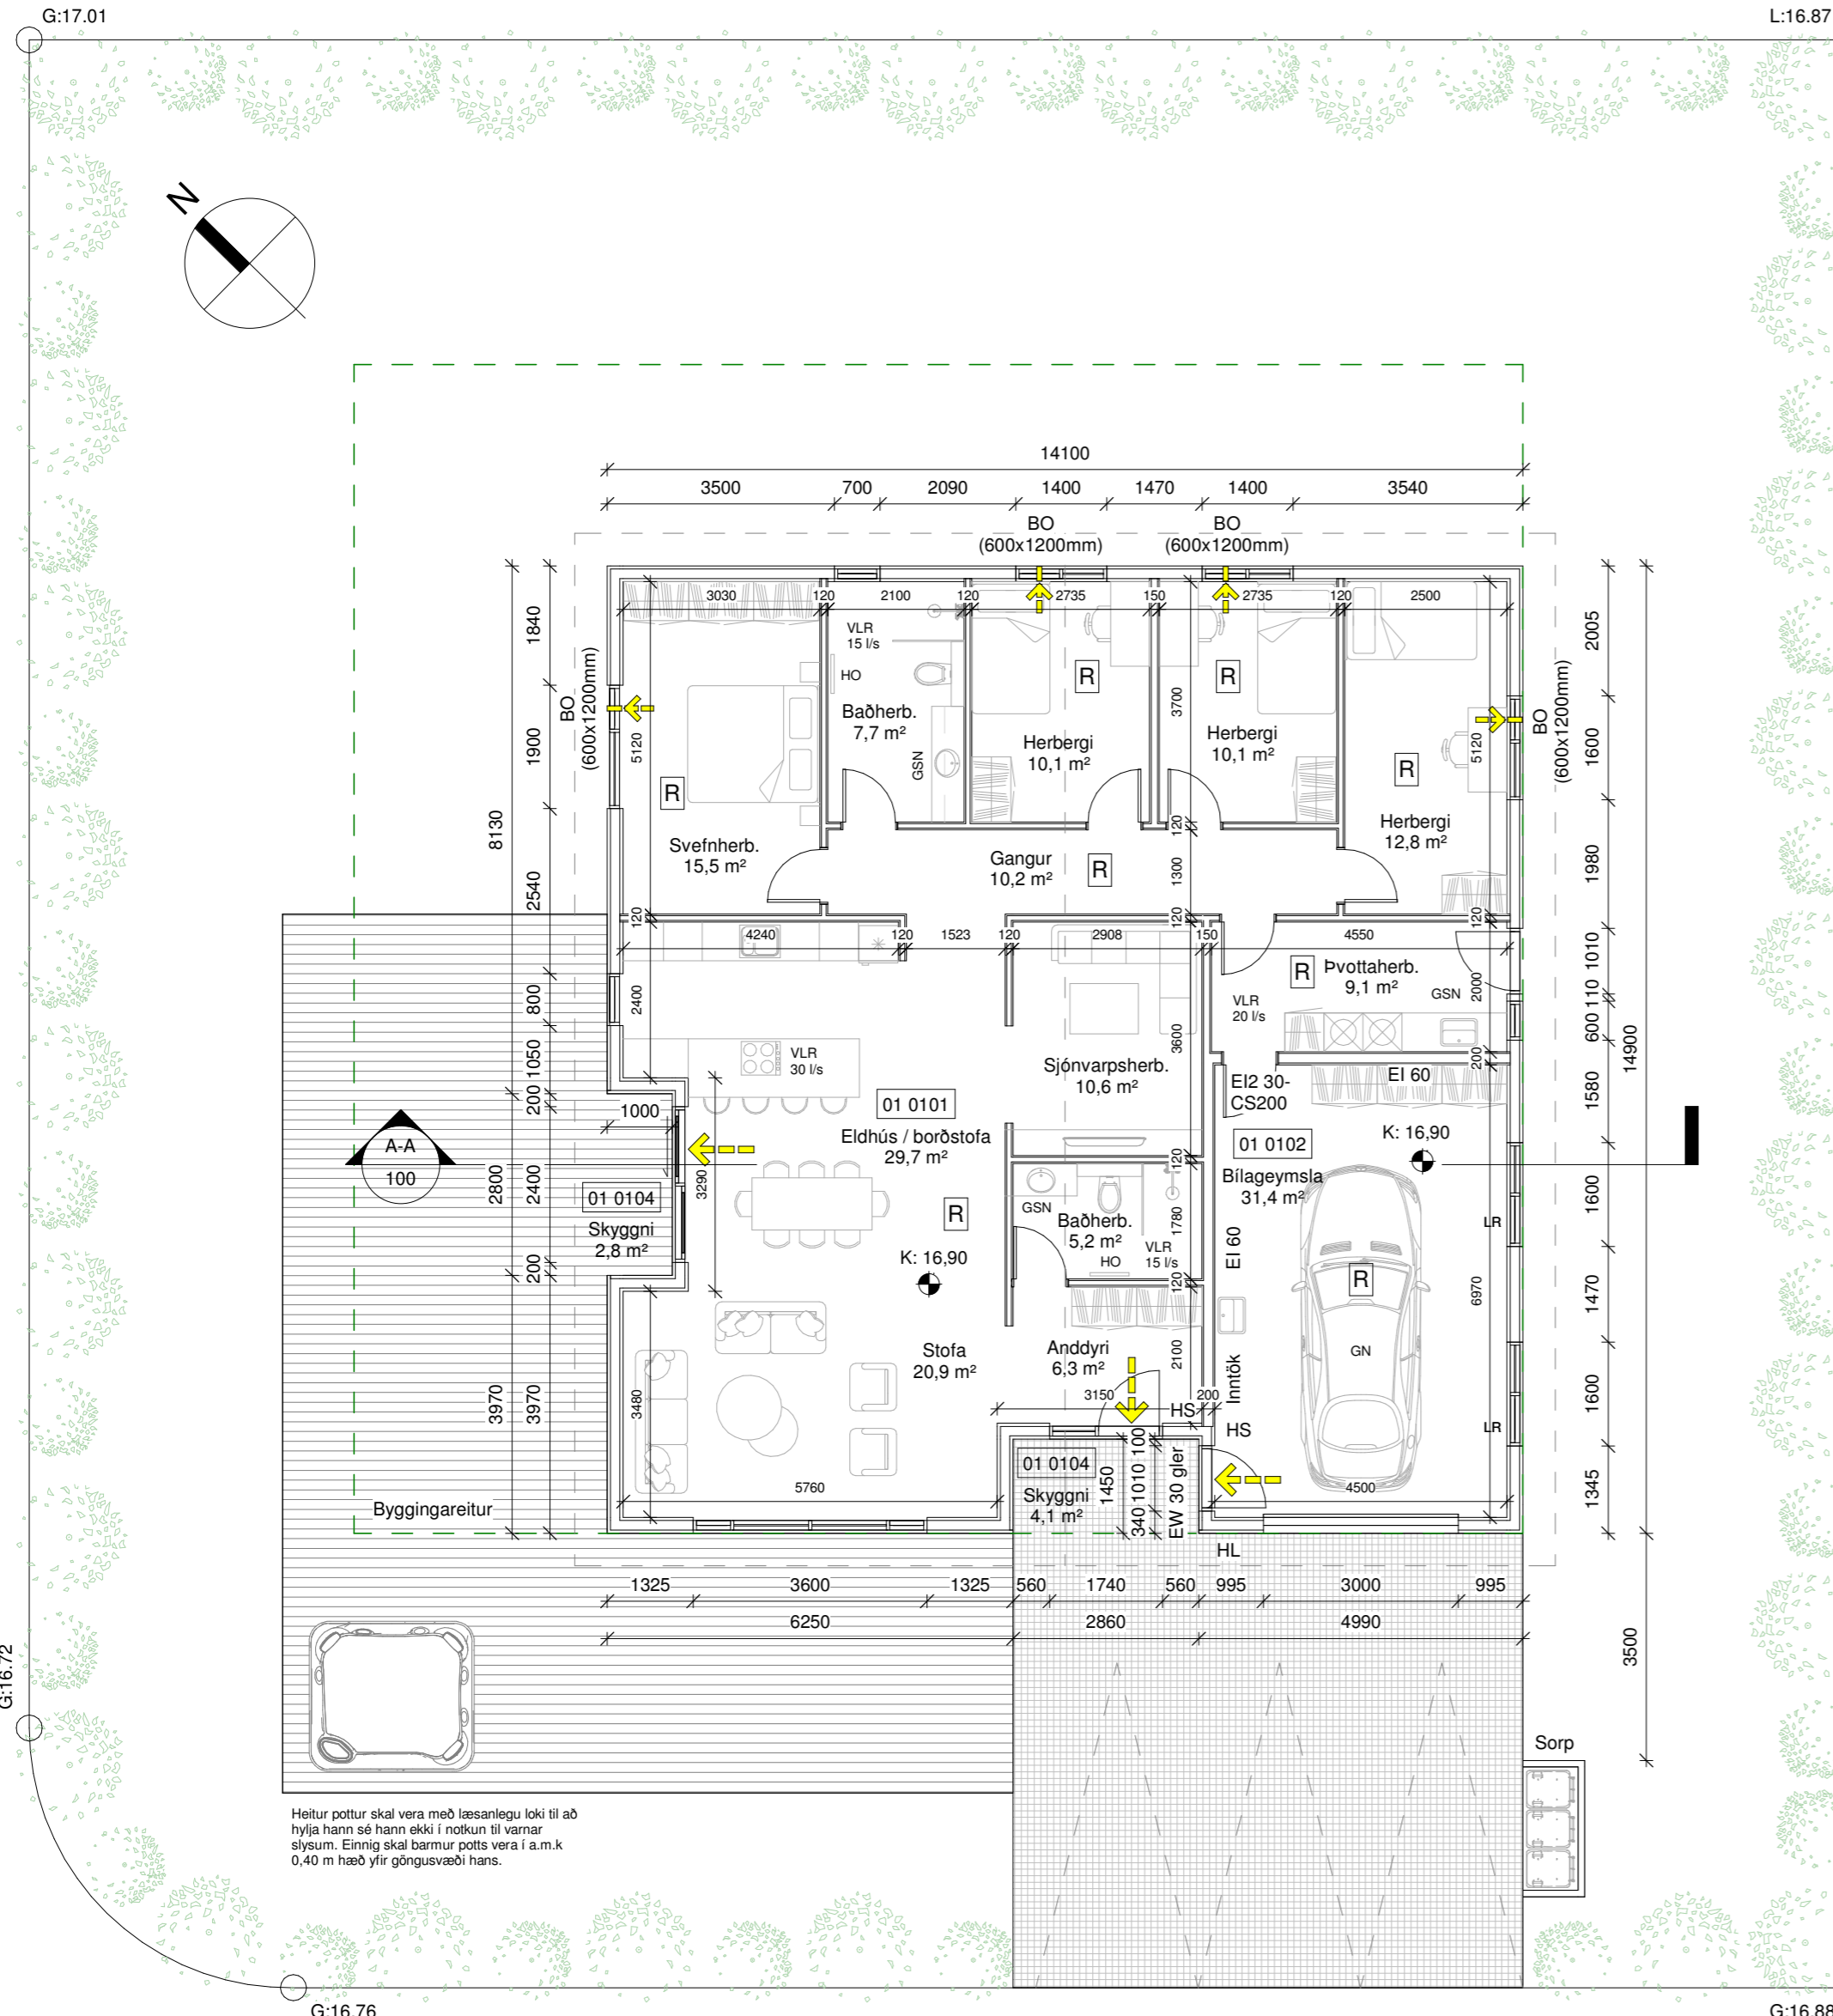 G:17.01
L:16.87
N
14100
3500 700 2090 1400 1470 1400 3540
BO
(600x1200mm)
BO
(600x1200mm)
3030 120 2100 120 2735 150 2735 120 2500
1840
1900
2540
800
1050
200
2400
200
3970
8130
2800
3970
BO
(600x1200mm)
5120
R
Svefnherb.
15,5 m²
VLR
15 l/s
HO
Baðherb.
7,7 m²
GSN
R
Herbergi
10,1 m²
3700
R
Herbergi
10,1 m²
R
Herbergi
12,8 m²
5120
BO
(600x1200mm)
2005
1600
1980
1010
110
600
1580
1600
1470
1600
1345
14900
3500
Gangur
10,2 m²
R
120
1300
120
120
120
4240 120 1523 120 2908 150 4550
2400
VLR
30 l/s
01 0101
Eldhús / borðstofa
29,7 m²
R
K: 16,90
3600
Sjónvarpsherb.
10,6 m²
R
Þvottaherb.
9,1 m²
VLR
20 l/s
GSN
2000
200
EI2 30-
CS200
EI 60
01 0102
K: 16,90
Bílageymsla
31,4 m²
EI 60
LR
R
6970
GN
LR
Inntök
4500
1000
A-A
100
01 0104
Skyggni
2,8 m²
3290
120
GSN
Baðherb.
5,2 m²
1780
VLR
15 l/s
HO
120
Stofa
20,9 m²
3480
5760
Anddyri
6,3 m²
2100
3150 200
HS
HS
01 0104
Skyggni
4,1 m²
1450
100
1010
340
EW 30 gler
HL
Byggingareitur
1325 3600 1325 560 1740 560 995 3000 995
6250 2860 4990
Sorp
G:16.72
Heitur pottur skal vera með læsanlegu loki til að
hylja hann sé hann ekki í notkun til varnar
slysum. Einnig skal barmur potts vera í a.m.k
0,40 m hæð yfir göngusvæði hans.
G:16.76
G:16.88